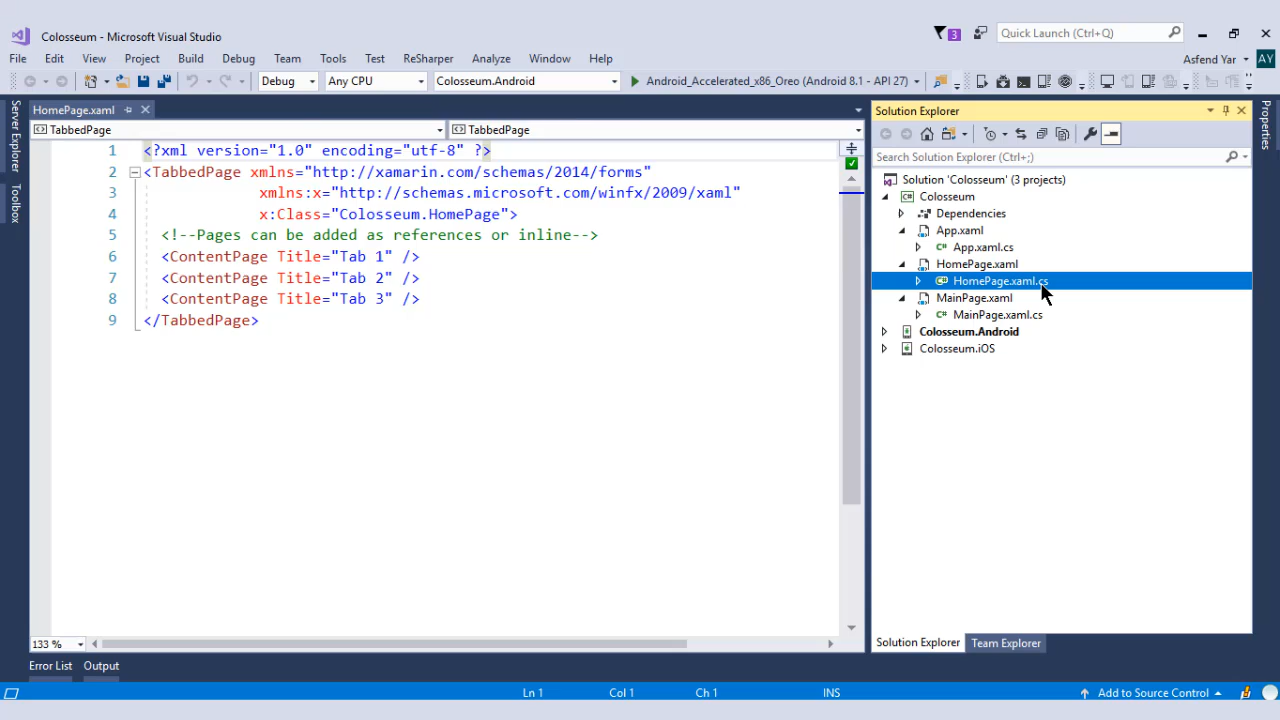 Colosseum - Microsoft Visual Studio
3
Quick Launch (Ctrl+Q)
File Edit View Project Build Debug Team Tools Test ReSharper Analyze Window Help
Asfend Yar AY
Debug Any CPU Colosseum.Android Android_Accelerated_x86_Oreo (Android 8.1 - API 27)
Server Explorer
Toolbox
HomePage.xaml
TabbedPage TabbedPage
1 <?xml version="1.0" encoding="utf-8" ?>
2 <TabbedPage xmlns="http://xamarin.com/schemas/2014/forms"
3 xmlns:x="http://schemas.microsoft.com/winfx/2009/xaml"
4 x:Class="Colosseum.HomePage">
5 <!--Pages can be added as references or inline-->
6 <ContentPage Title="Tab 1" />
7 <ContentPage Title="Tab 2" />
8 <ContentPage Title="Tab 3" />
9 </TabbedPage>
133 %
Solution Explorer
Search Solution Explorer (Ctrl+;)
Solution 'Colosseum' (3 projects)
Colosseum
Dependencies
App.xaml
App.xaml.cs
HomePage.xaml
HomePage.xaml.cs
MainPage.xaml
MainPage.xaml.cs
Colosseum.Android
Colosseum.iOS
Solution Explorer Team Explorer
Properties
Error List Output
Ln 1 Col 1 Ch 1 INS Add to Source Control